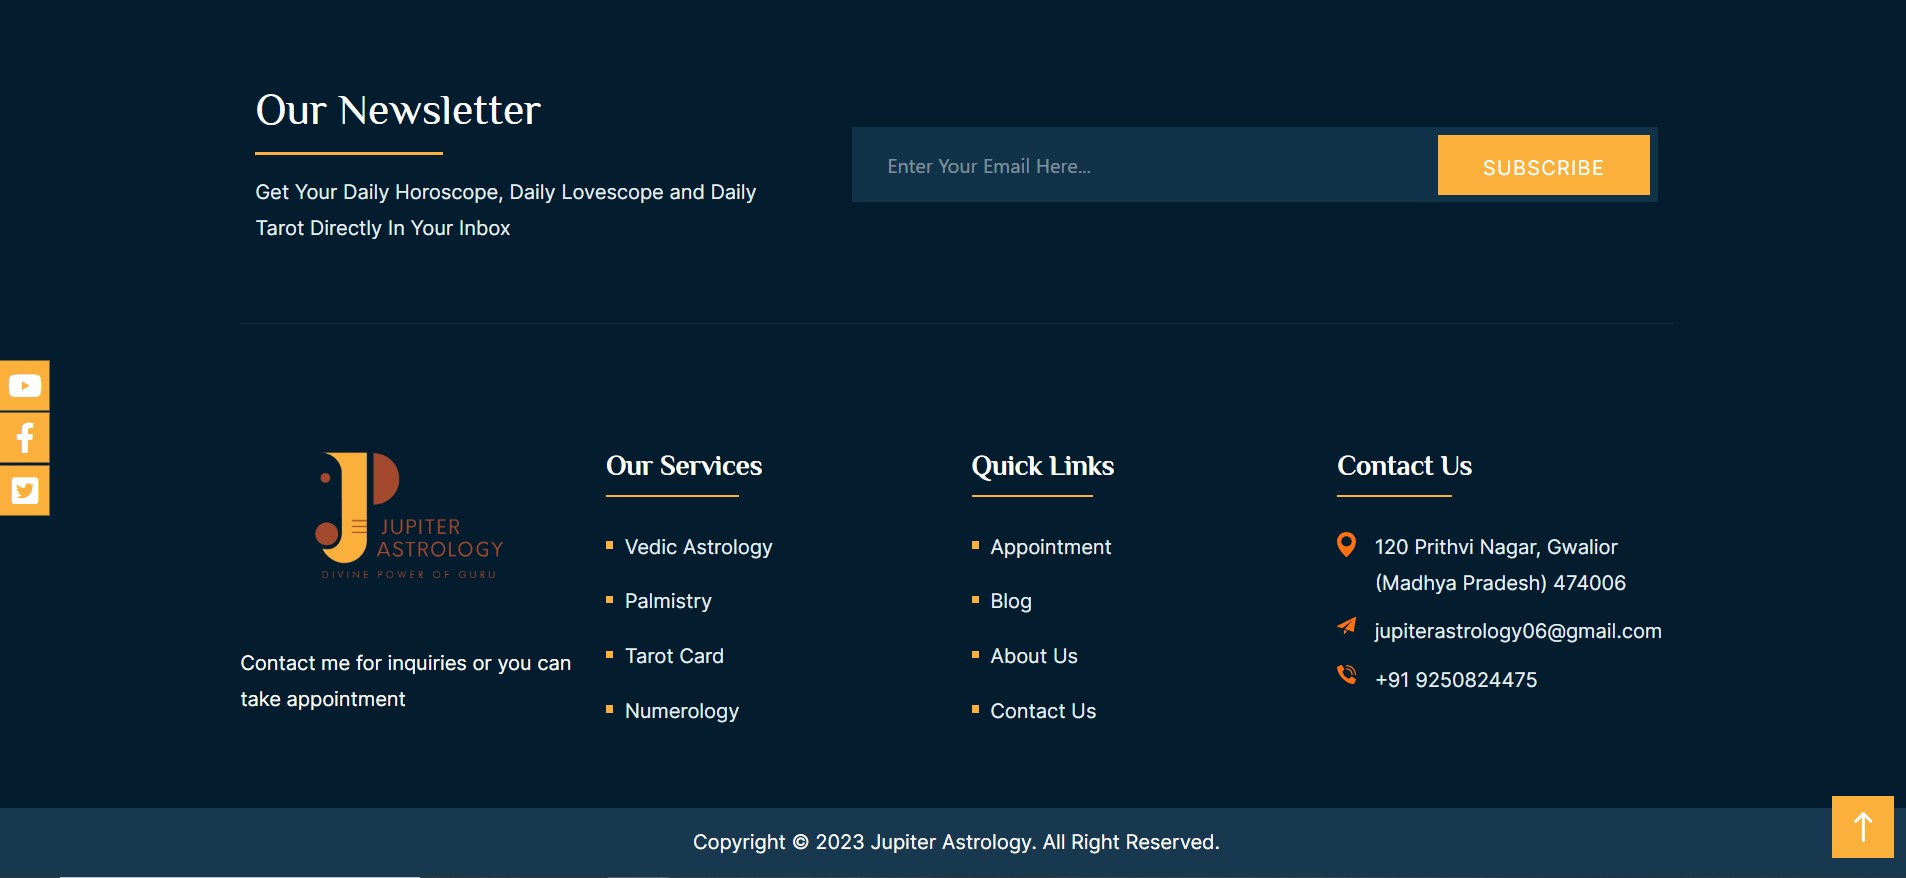 Our Newsletter
Get Your Daily Horoscope, Daily Lovescope and Daily
Tarot Directly In Your Inbox
Enter Your Email Here...
SUBSCRIBE
JUPITER
ASTROLOGY
DIVINE POWER OF GURU
Contact me for inquiries or you can
take appointment
Our Services
Vedic Astrology
Palmistry
Tarot Card
Numerology
Quick Links
Appointment
Blog
About Us
Contact Us
Contact Us
120 Prithvi Nagar, Gwalior
(Madhya Pradesh) 474006
jupiterastrology06@gmail.com
+91 9250824475
Copyright © 2023 Jupiter Astrology. All Right Reserved.